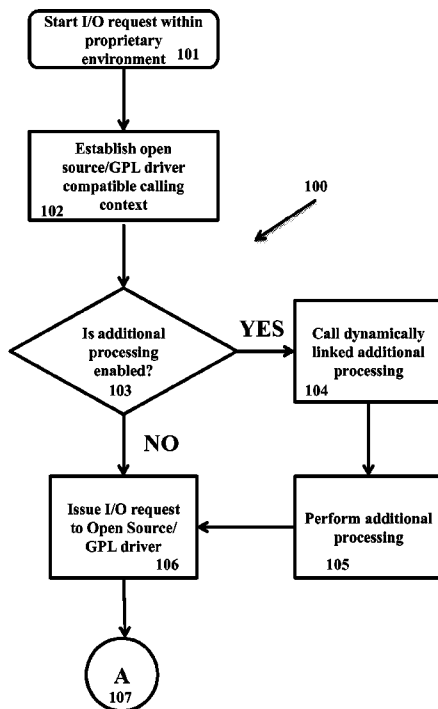 Start I/O request within
proprietary
environment 101
Establish open
source/GPL driver
compatible calling
context
102
100
Is additional
processing
enabled?
103
YES
Call dynamically
linked additional
processing
104
NO
Issue I/O request
to Open Source/
GPL driver
106
Perform additional
processing
105
A
107